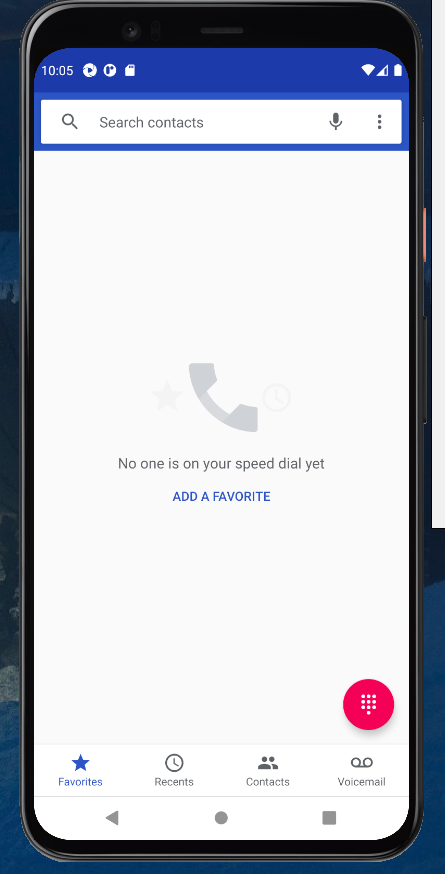 10:05
Search contacts
No one is on your speed dial yet
ADD A FAVORITE
Favorites
Recents
Contacts
Voicemail